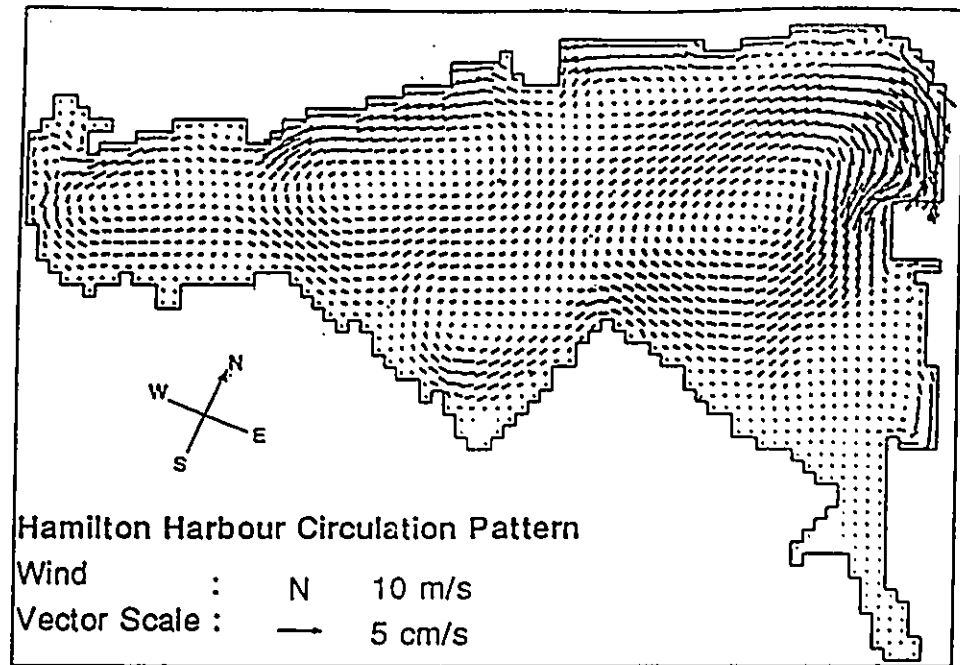 N
W
E
S
Hamilton Harbour Circulation Pattern
Wind : N 10 m/s
Vector Scale : 5 cm/s